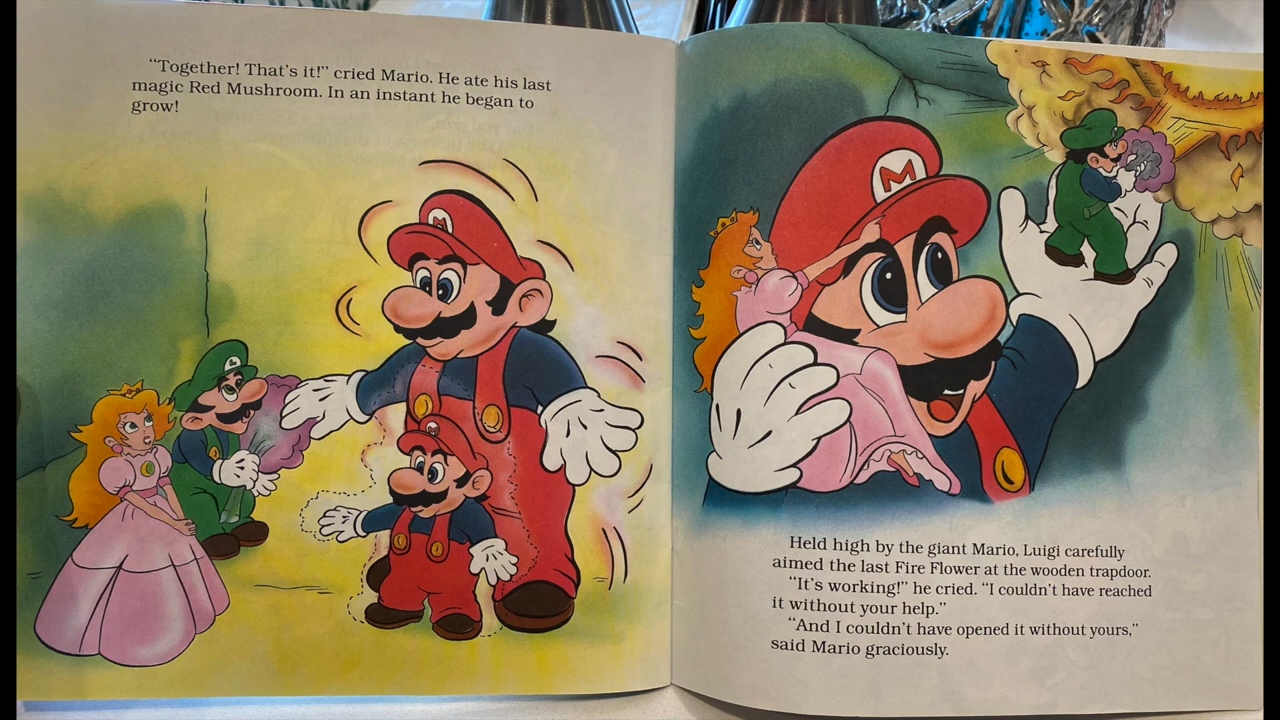 “Together! That’s it!” cried Mario. He ate his last
magic Red Mushroom. In an instant he began to
grow!
M
L
M
M
Held high by the giant Mario, Luigi carefully
aimed the last Fire Flower at the wooden trapdoor.
“It’s working!” he cried. “I couldn’t have reached
it without your help.”
“And I couldn’t have opened it without yours,”
said Mario graciously.